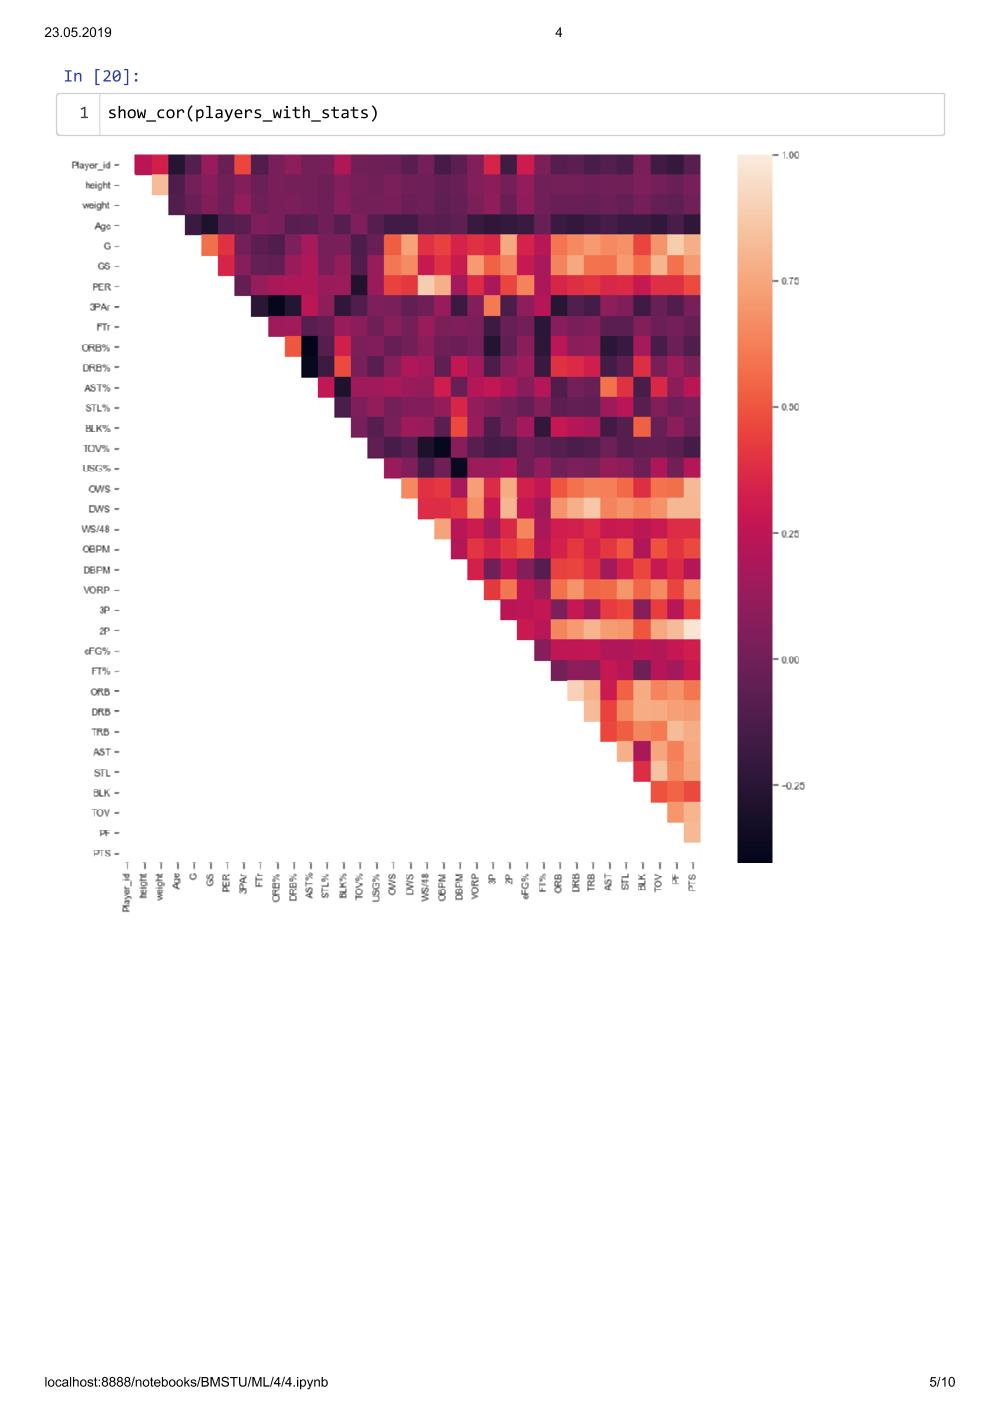 23.05.2019 4
In [20]:
1 show_cor(players_with_stats)
Player_id
height
weight
Age
G
GS
PER
3PAr
FTr
ORB%
DRB%
AST%
STL%
BLK%
TOV%
USG%
OWS
DWS
WS/48
OBPM
DBPM
VORP
3P
2P
eFG%
FT%
ORB
DRB
TRB
AST
STL
BLK
TOV
PF
PTS
1.00
0.75
0.50
0.25
0.00
-0.25
Player_id
height
weight
Age
G
GS
PER
3PAr
FTr
ORB%
DRB%
AST%
STL%
BLK%
TOV%
USG%
OWS
DWS
WS/48
OBPM
DBPM
VORP
3P
2P
eFG%
FT%
ORB
DRB
TRB
AST
STL
BLK
TOV
PF
PTS
localhost:8888/notebooks/BMSTU/ML/4/4.ipynb 5/10